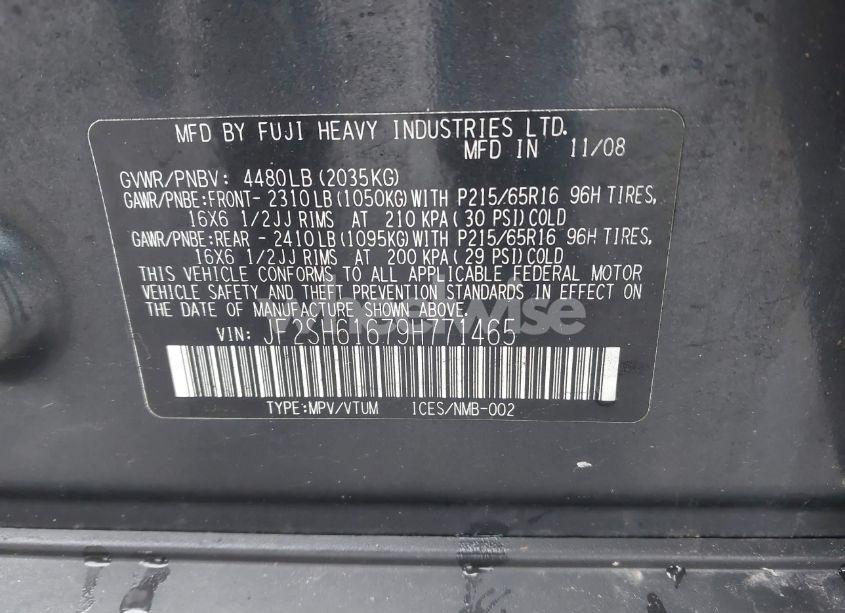 MFD BY FUJI HEAVY INDUSTRIES LTD.
MFD IN 11/08
GVWR/PNBV: 4480LB (2035KG)
GAWR/PNBE:FRONT- 2310LB (1050KG) WITH P215/65R16 96H TIRES,
16X6 1/2JJ RIMS AT 210 KPA( 30 PSI) COLD
GAWR/PNBE:REAR - 2410LB (1095KG) WITH P215/65R16 96H TIRES,
16X6 1/2JJ RIMS AT 200 KPA( 29 PSI) COLD
THIS VEHICLE CONFORMS TO ALL APPLICABLE FEDERAL MOTOR
VEHICLE SAFETY AND THEFT PREVENTION STANDARDS IN EFFECT ON
THE DATE OF MANUFACTURE SHOWN ABOVE.
wheelwise
VIN: JF2SH61679H771465
TYPE:MPV/VTUM ICES/NMB-002